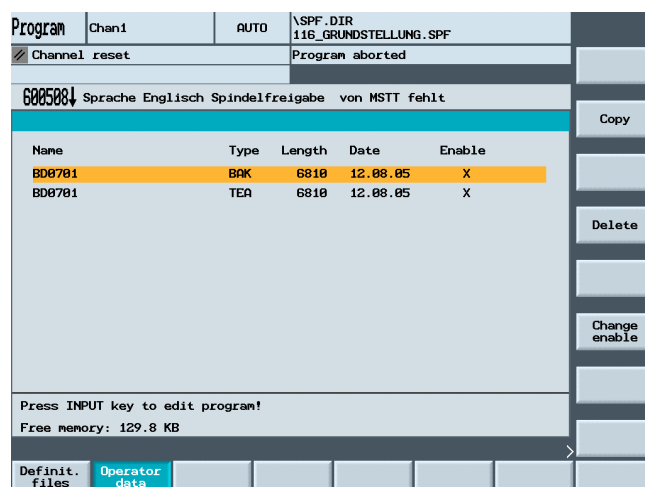 Program Chan1 AUTO \SPF.DIR
116_GRUNDSTELLUNG.SPF
Channel reset Program aborted
600508↓ Sprache Englisch Spindelfreigabe von MSTT fehlt
Name Type Length Date Enable
BD0701 BAK 6810 12.08.05 X
BD0701 TEA 6810 12.08.05 X
Press INPUT key to edit program!
Free memory: 129.8 KB
>
Copy
Delete
Change
enable
Definit.
files
Operator
data